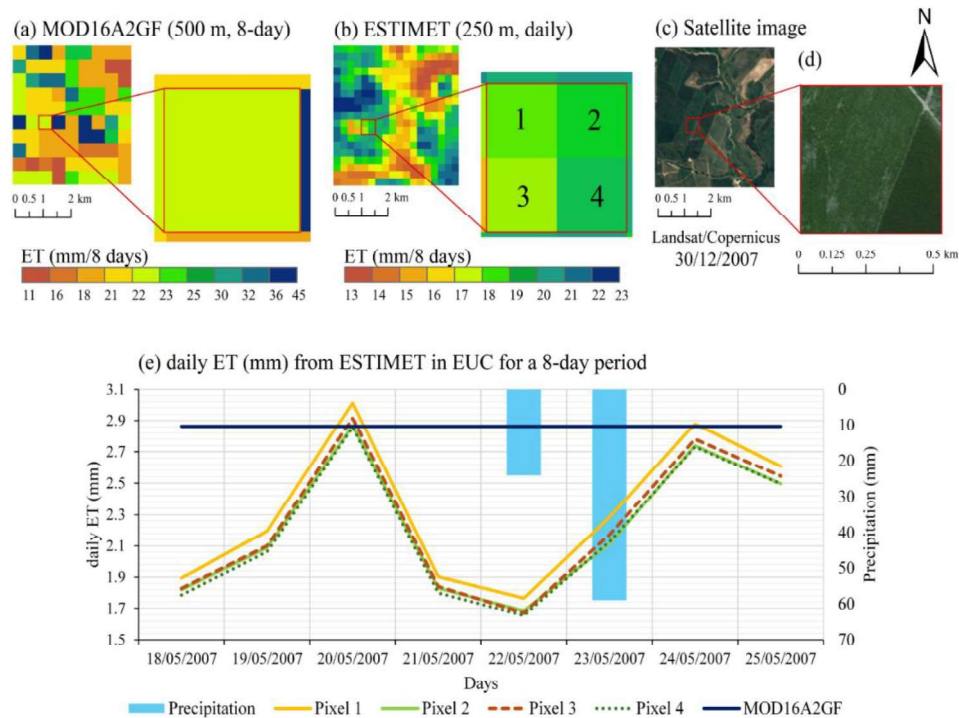 (a) MOD16A2GF (500 m, 8-day)
(b) ESTIMET (250 m, daily)
(c) Satellite image
N
(d)
1 2
3 4
0 0.5 1 2 km
0 0.5 1 2 km
0 0.5 1 2 km
Landsat/Copernicus
30/12/2007
0 0.125 0.25 0.5 km
ET (mm/8 days)
11 16 18 21 22 23 25 30 32 36 45
ET (mm/8 days)
13 14 15 16 17 18 19 20 21 22 23
(e) daily ET (mm) from ESTIMET in EUC for a 8-day period
daily ET (mm)
3.1
2.9
2.7
2.5
2.3
2.1
1.9
1.7
1.5
0
10
20
30
40
50
60
70
Precipitation (mm)
18/05/2007 19/05/2007 20/05/2007 21/05/2007 22/05/2007 23/05/2007 24/05/2007 25/05/2007
Days
Precipitation Pixel 1 Pixel 2 Pixel 3 Pixel 4 MOD16A2GF